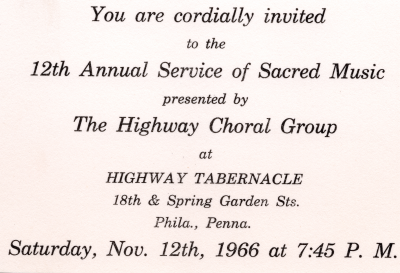 You are cordially invited
to the
12th Annual Service of Sacred Music
presented by
The Highway Choral Group
at
HIGHWAY TABERNACLE
18th & Spring Garden Sts.
Phila., Penna.
Saturday, Nov. 12th, 1966 at 7:45 P. M.